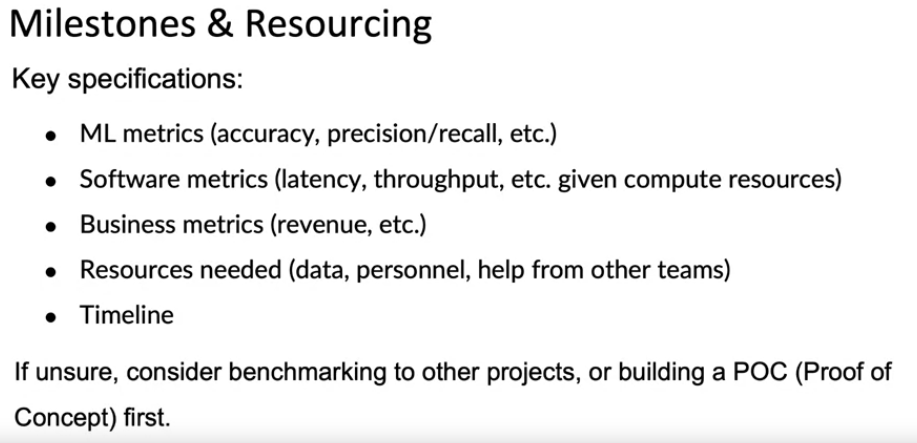 Milestones & Resourcing
Key specifications:
● ML metrics (accuracy, precision/recall, etc.)
● Software metrics (latency, throughput, etc. given compute resources)
● Business metrics (revenue, etc.)
● Resources needed (data, personnel, help from other teams)
● Timeline
If unsure, consider benchmarking to other projects, or building a POC (Proof of
Concept) first.